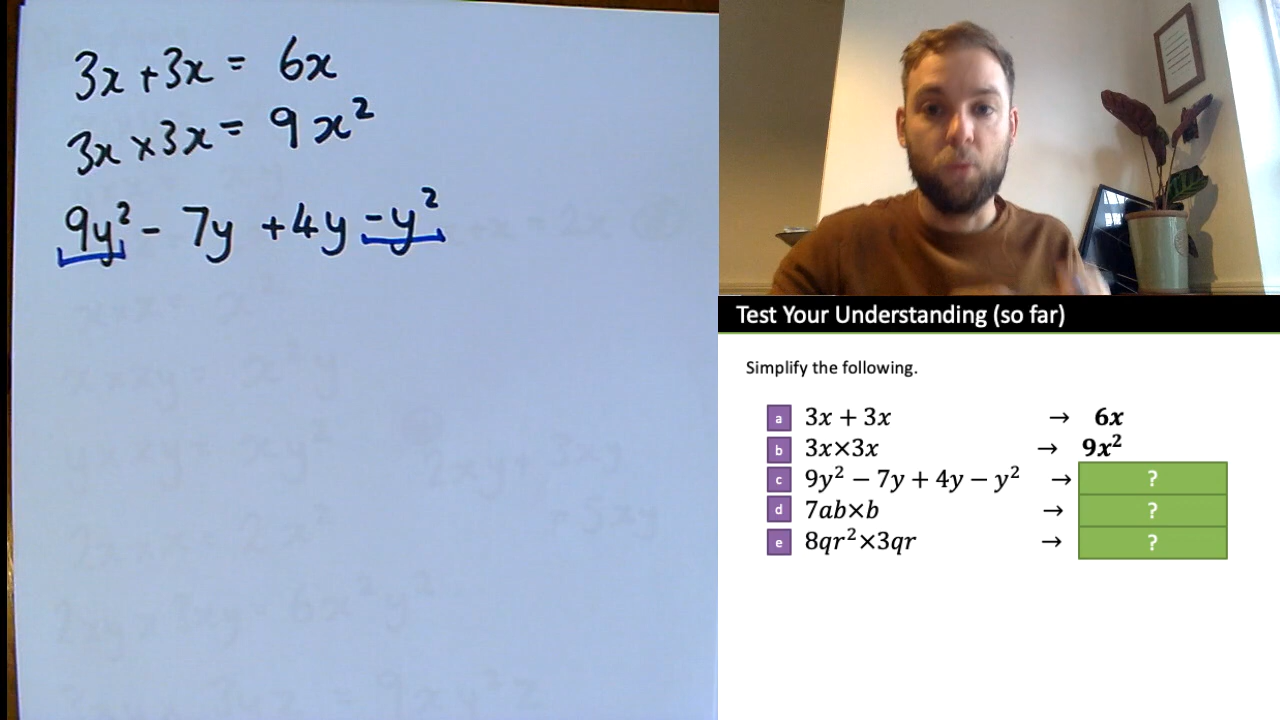 3x + 3x = 6x
3x × 3x = 9x²
9y² - 7y + 4y - y²
Test Your Understanding (so far)
Simplify the following.
a 3x + 3x → 6x
b 3x×3x → 9x²
c 9y² − 7y + 4y − y² → ?
d 7ab×b → ?
e 8qr²×3qr → ?